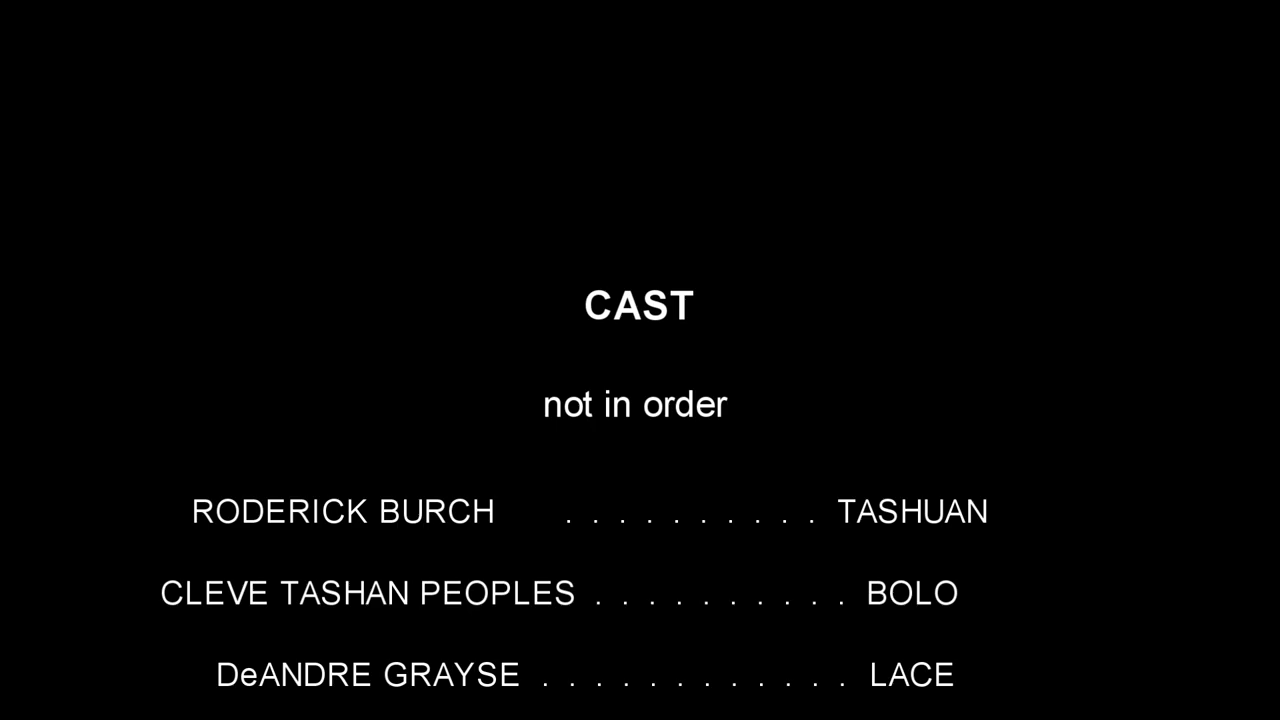 CAST
not in order
RODERICK BURCH . . . . . . . . . . TASHUAN
CLEVE TASHAN PEOPLES . . . . . . . . . . BOLO
DeANDRE GRAYSE . . . . . . . . . . . . LACE